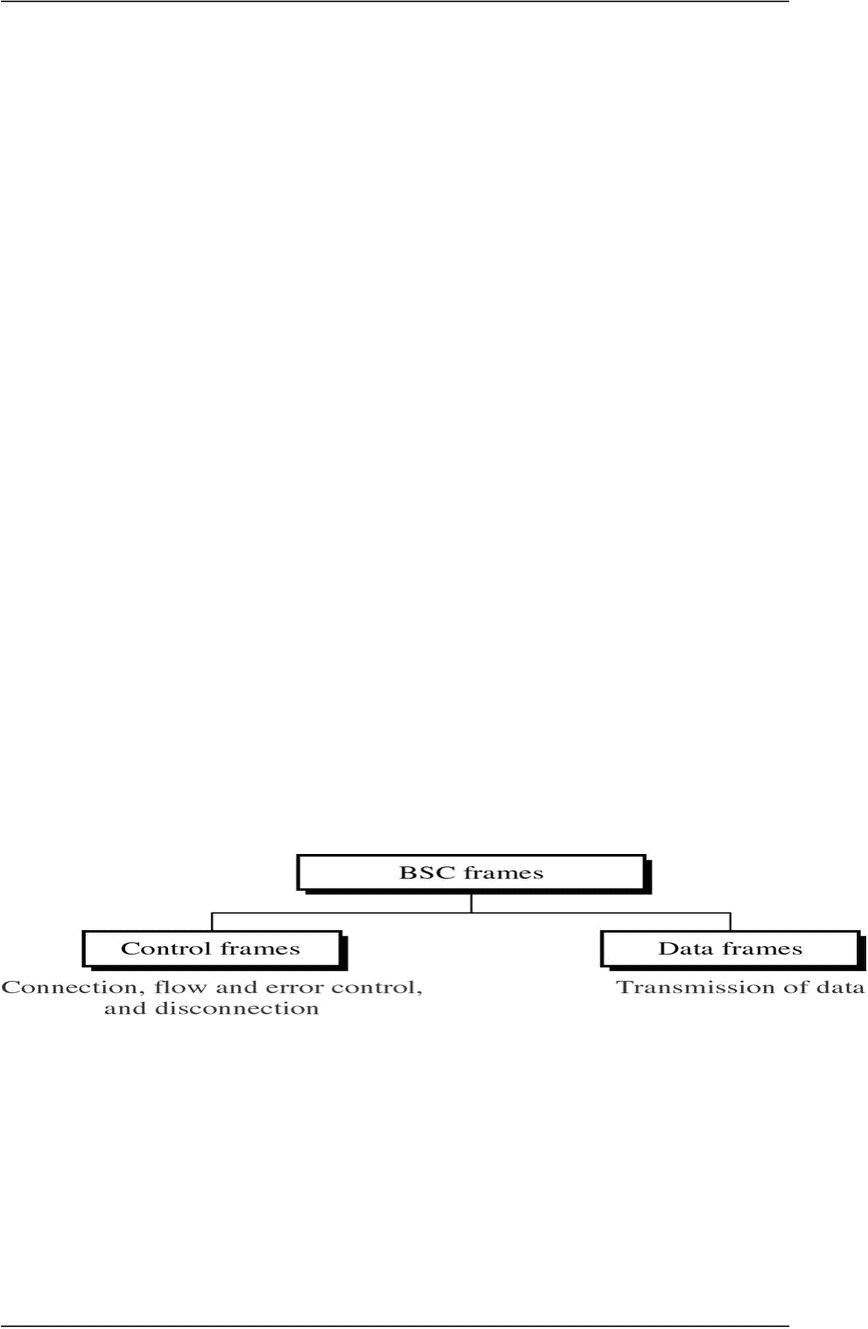 BSC frames
Control frames
Data frames
Connection, flow and error control,
and disconnection
Transmission of data